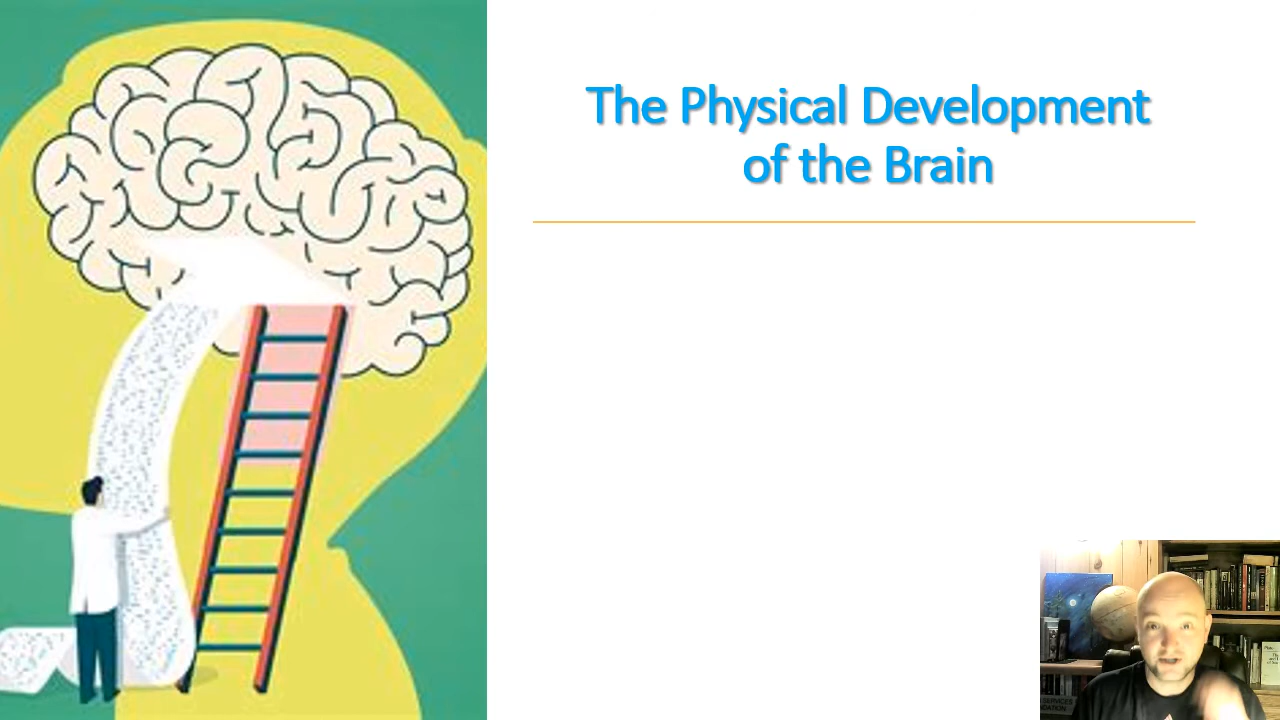 The Physical Development
of the Brain